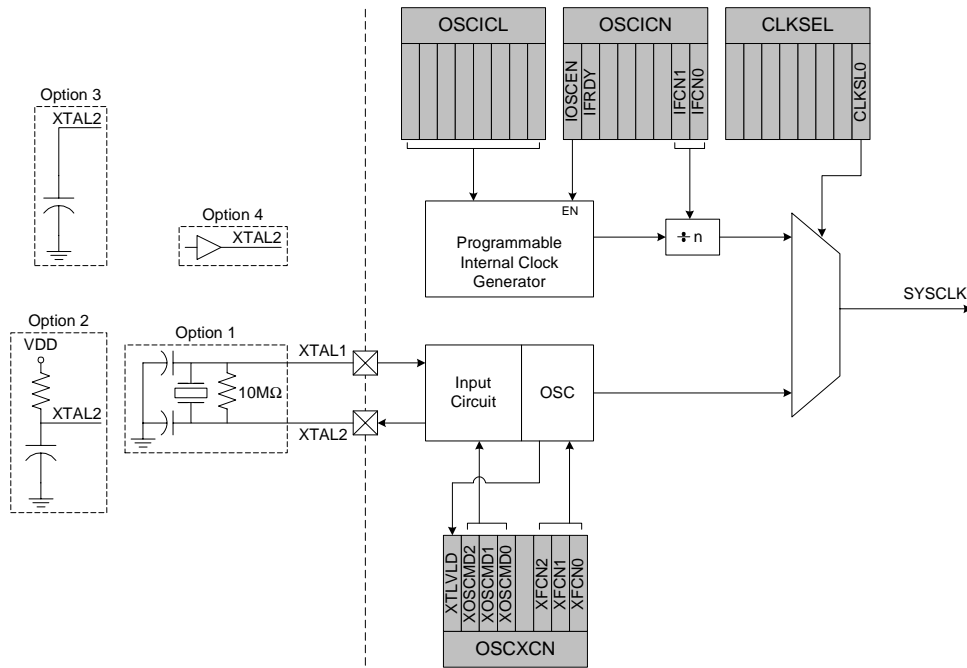 OSCICL
OSCICN
CLKSEL
IOSCEN
IFRDY
IFCN1
IFCN0
CLKSL0
Option 3
XTAL2
Option 4
XTAL2
EN
Programmable
Internal Clock
Generator
÷ n
SYSCLK
Option 2
VDD
XTAL2
Option 1
10MΩ
XTAL1
XTAL2
Input
Circuit
OSC
XTLVLD
XOSCMD2
XOSCMD1
XOSCMD0
XFCN2
XFCN1
XFCN0
OSCXCN